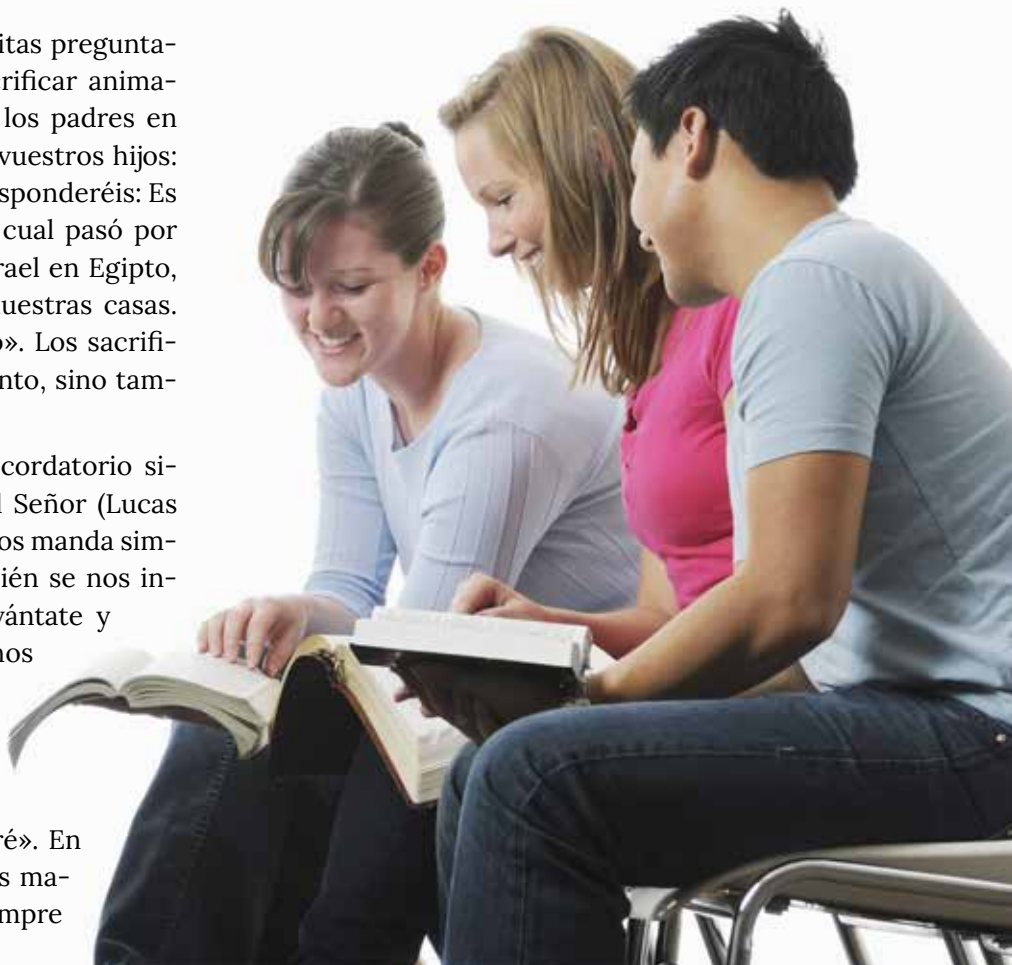 itas pregunta-
crificar anima-
los padres en
vuestros hijos:
sponderéis: Es
cual pasó por
rael en Egipto,
uestras casas.
o». Los sacrifi-
nto, sino tam-
cordatorio si-
l Señor (Lucas
os manda sim-
bién se nos in-
vántate y
nos
ré». En
s ma-
mpre